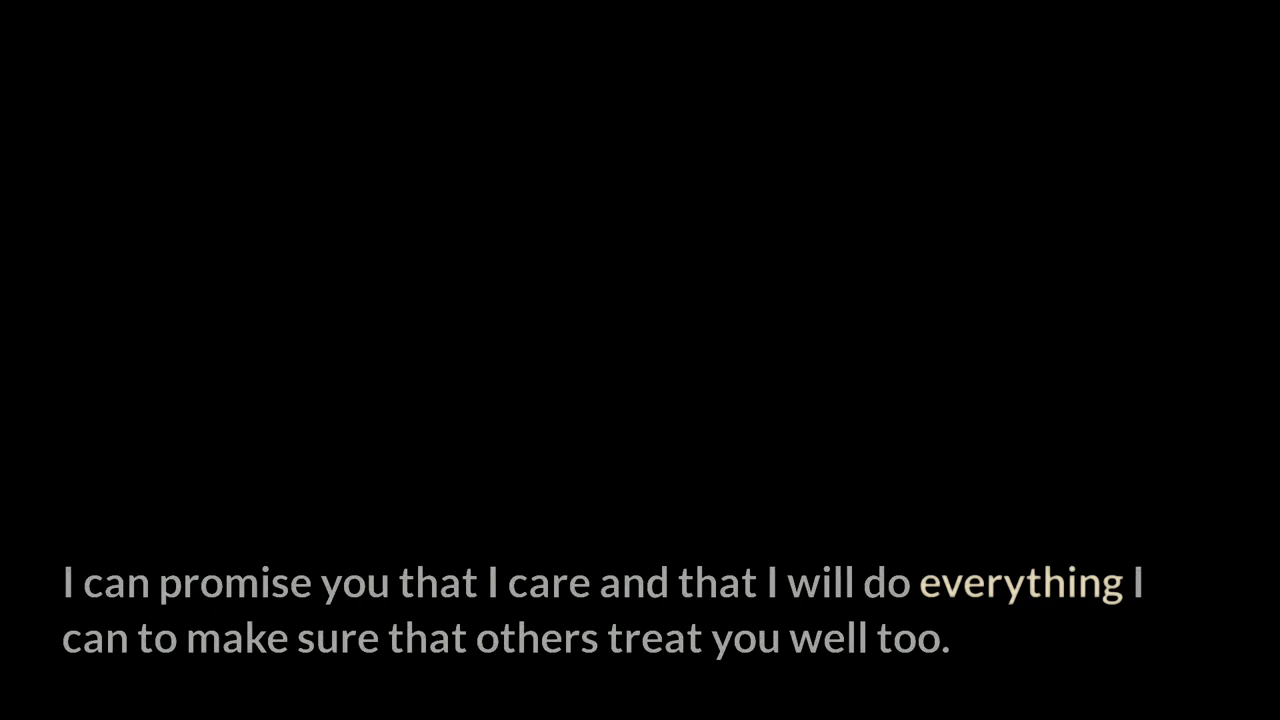 I can promise you that I care and that I will do everything I
can to make sure that others treat you well too.